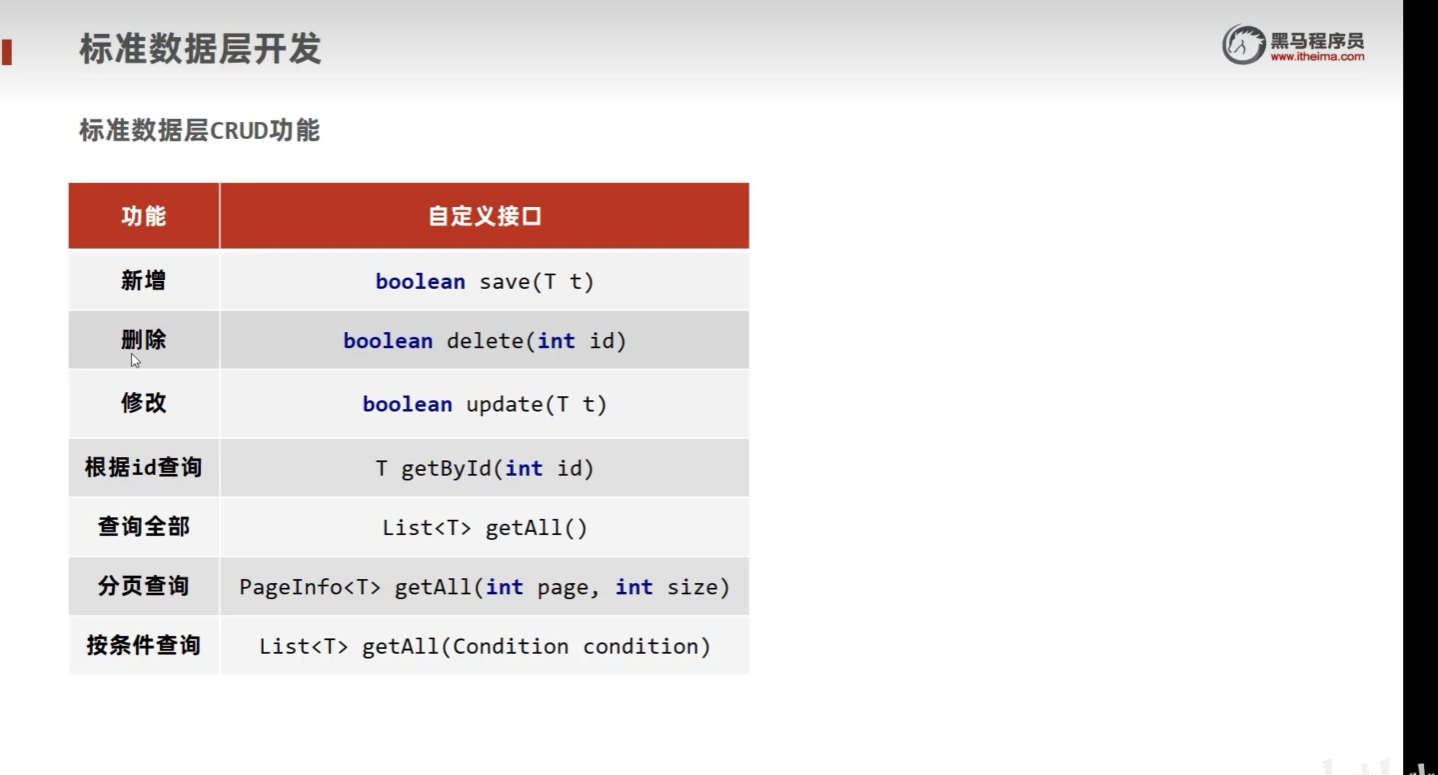 标准数据层开发
黑马程序员
www.itheima.com
标准数据层CRUD功能
功能 自定义接口
新增 boolean save(T t)
删除 boolean delete(int id)
修改 boolean update(T t)
根据id查询 T getById(int id)
查询全部 List<T> getAll()
分页查询 PageInfo<T> getAll(int page, int size)
按条件查询 List<T> getAll(Condition condition)